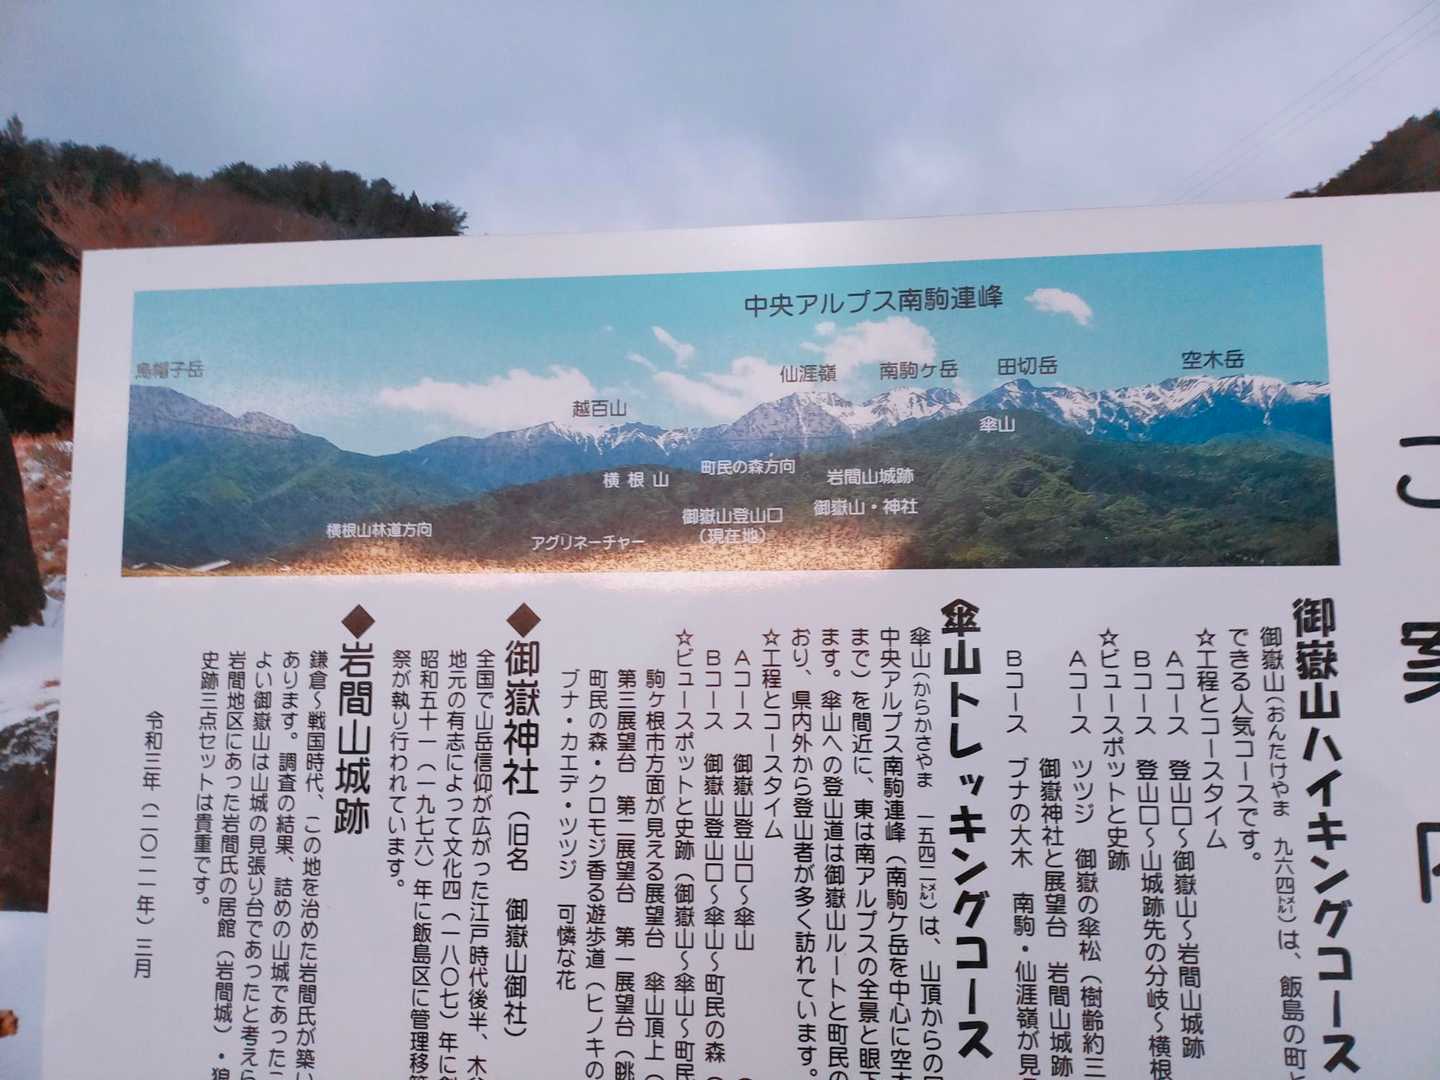 中央アルプス南駒連峰
烏帽子岳
越百山
仙涯嶺
南駒ヶ岳
田切岳
空木岳
傘山
横根山
町民の森方向
岩間山城跡
御嶽山登山口
(現在地)
御嶽山・神社
横根山林道方向
アグリネーチャー
ご案内
御嶽山ハイキングコース
御嶽山(おんたけやま 九六四㍍)は、飯島の町と
できる人気コースです。
☆工程とコースタイム
Aコース 登山口〜御嶽山〜岩間山城跡
Bコース 登山口〜山城跡先の分岐〜横根
☆ビュースポットと史跡
Aコース ツツジ 御嶽の傘松(樹齢約三
御嶽神社と展望台 岩間山城跡
Bコース ブナの大木 南駒・仙涯嶺が見
傘山トレッキングコース
傘山(からかさやま 一五四二㍍)は、山頂からの
中央アルプス南駒連峰(南駒ケ岳を中心に空木
まで)を間近に、東は南アルプスの全景と眼下
ます。傘山への登山道は御嶽山ルートと町民の
おり、県内外から登山者が多く訪れています。
☆工程とコースタイム
Aコース 御嶽山登山口〜傘山
Bコース 御嶽山登山口〜傘山〜町民の森(
☆ビュースポットと史跡(御嶽山〜傘山〜町民
駒ヶ根市方面が見える展望台 傘山頂上(
第三展望台 第二展望台 第一展望台(眺
町民の森・クロモジ香る遊歩道(ヒノキの
ブナ・カエデ・ツツジ 可憐な花
◆御嶽神社(旧名 御嶽山御社)
全国で山岳信仰が広がった江戸時代後半、木曽
地元の有志によって文化四(一八〇七)年に創
昭和五十一(一九七六)年に飯島区に管理移管
祭が執り行われています。
◆岩間山城跡
鎌倉〜戦国時代、この地を治めた岩間氏が築い
あります。調査の結果、詰めの山城であったこ
よい御嶽山は山城の見張り台であったと考えら
岩間地区にあった岩間氏の居館(岩間城)・狼
史跡三点セットは貴重です。
令和三年(二〇二一年)三月